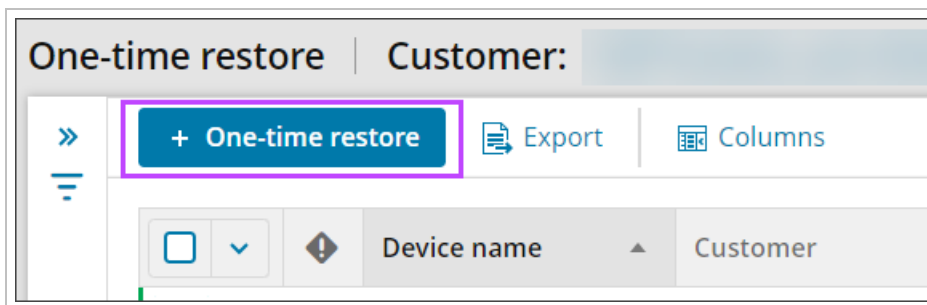 One-time restore | Customer:
+ One-time restore Export Columns
Device name Customer